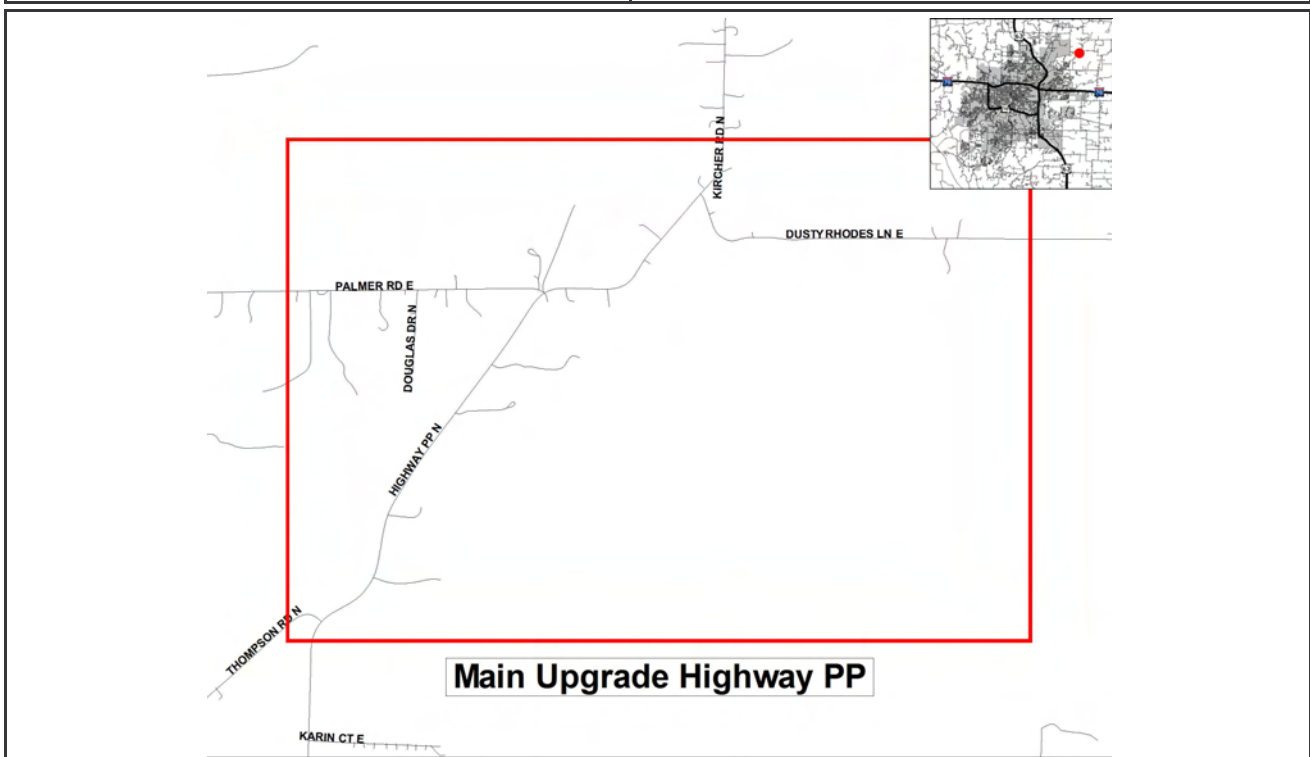 KIRCHER RD N
DUSTY RHODES LN E
PALMER RD E
DOUGLAS DR N
HIGHWAY PP N
THOMPSON RD N
Main Upgrade Highway PP
KARIN CT E